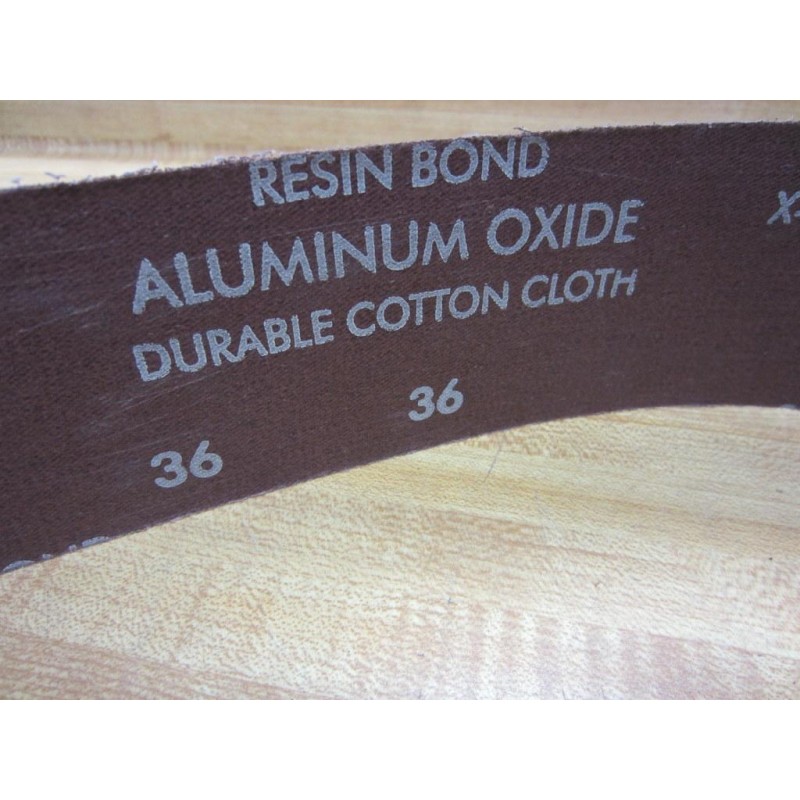 RESIN BOND
ALUMINUM OXIDE
DURABLE COTTON CLOTH
36 36